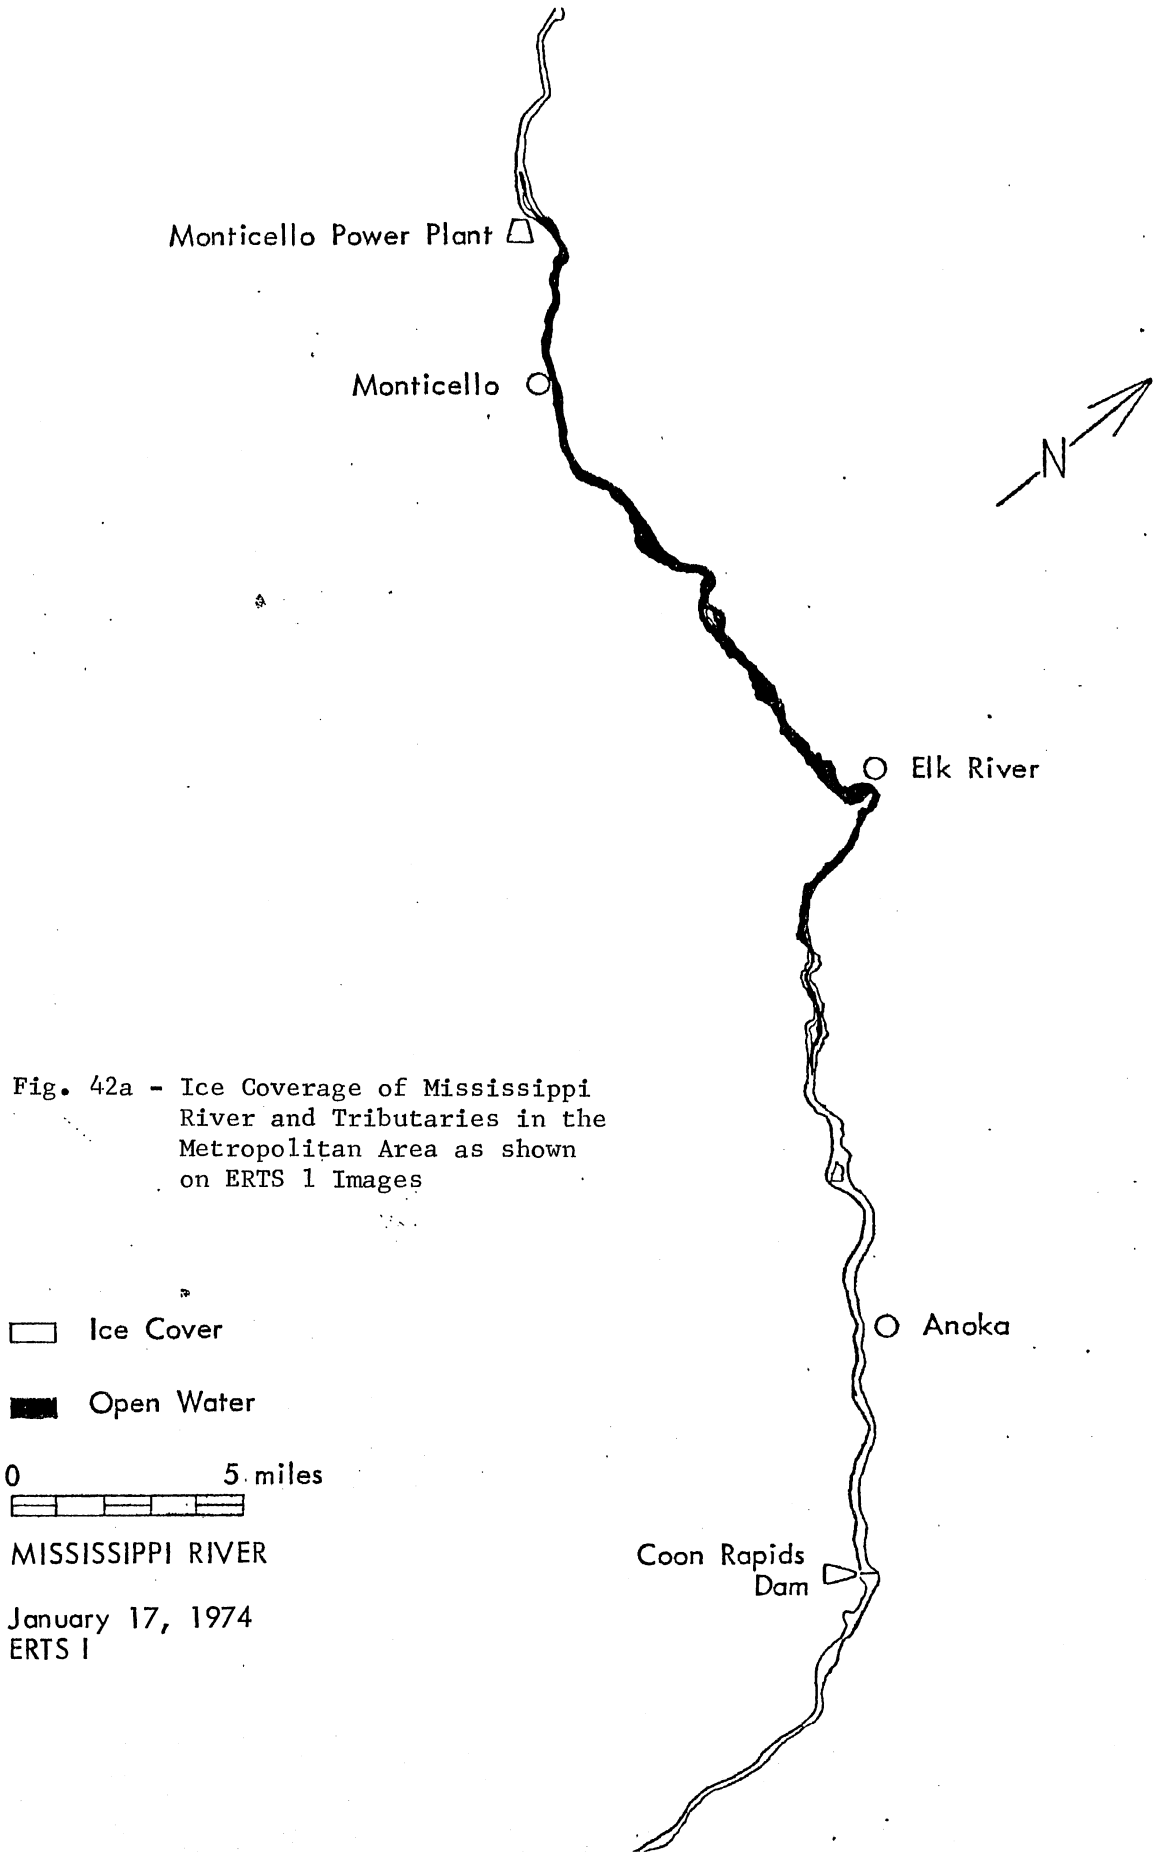 Monticello Power Plant
Monticello
N
Elk River
Fig. 42a - Ice Coverage of Mississippi
River and Tributaries in the
Metropolitan Area as shown
on ERTS 1 Images
Ice Cover
Anoka
Open Water
0 5 miles
MISSISSIPPI RIVER
Coon Rapids
Dam
January 17, 1974
ERTS I